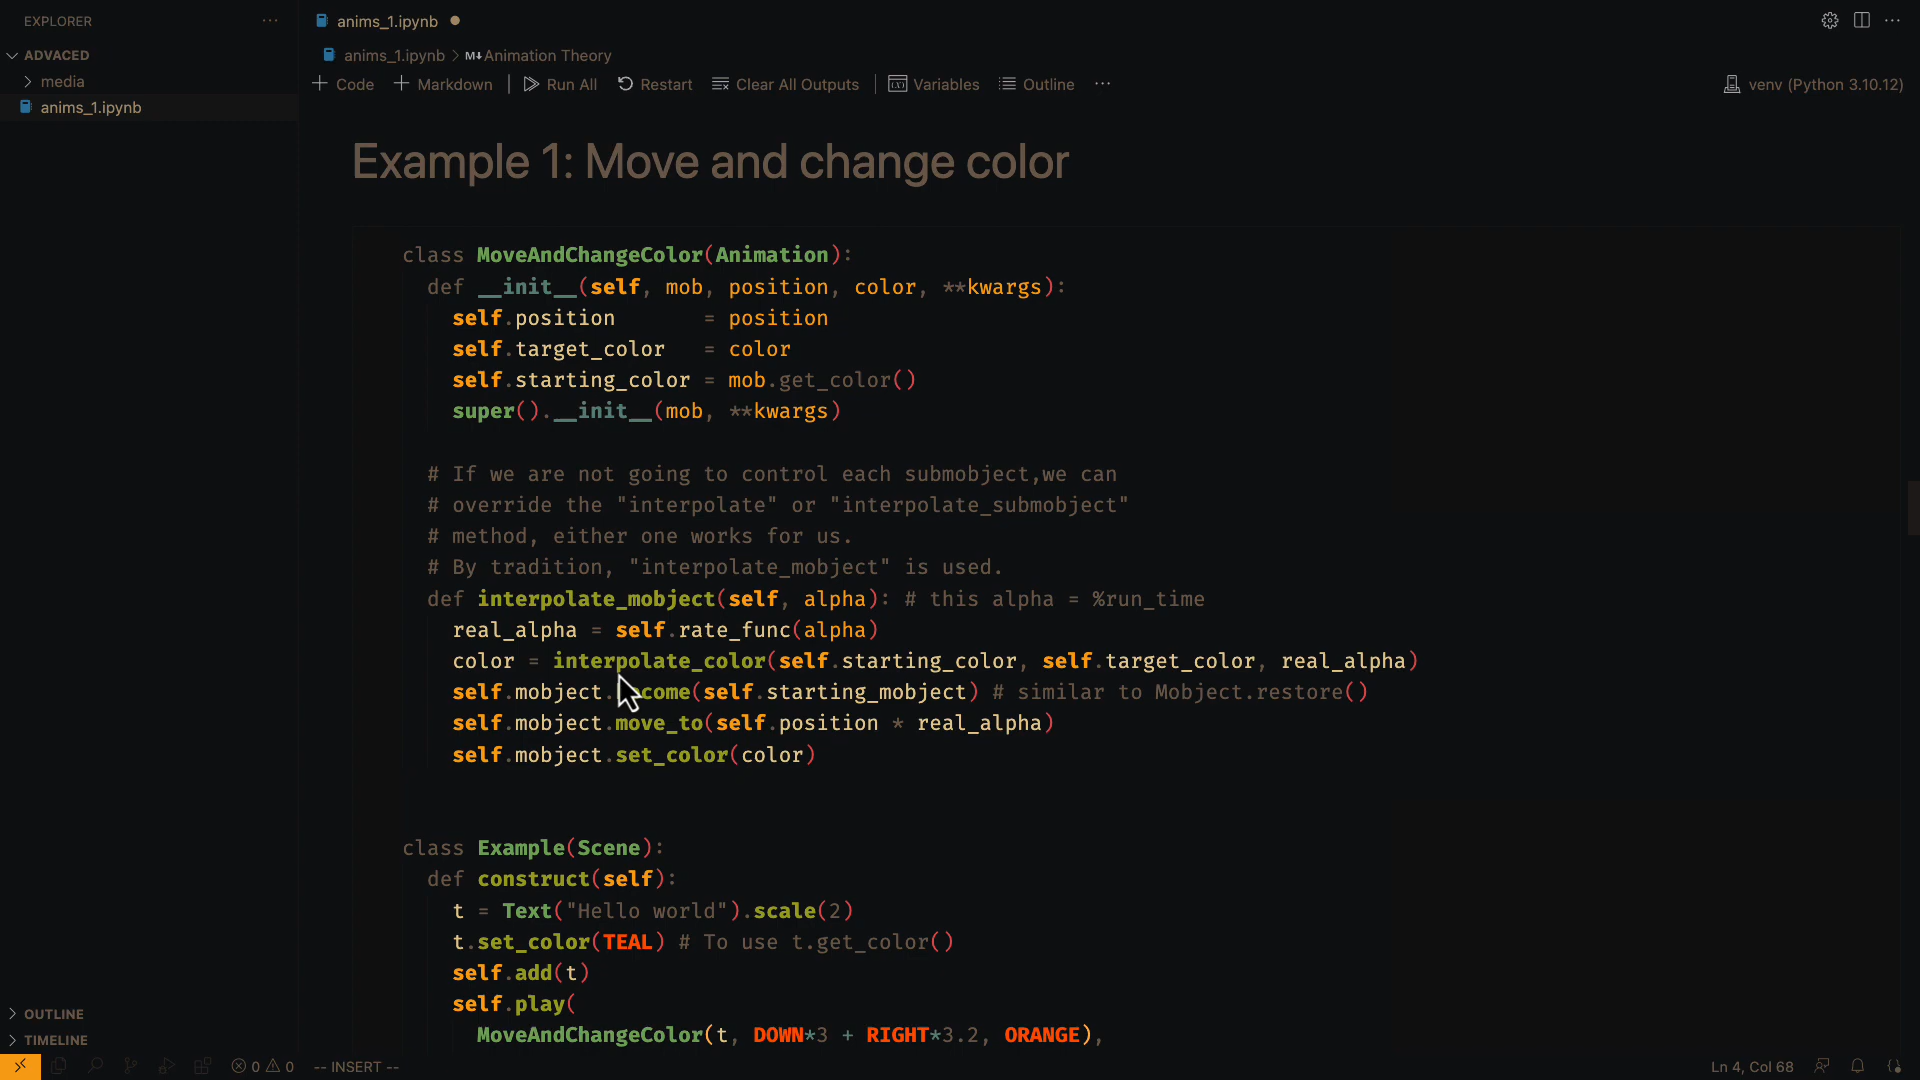 EXPLORER
ADVACED
media
anims_1.ipynb
OUTLINE
TIMELINE
anims_1.ipynb
anims_1.ipynb > M↓Animation Theory
Code Markdown Run All Restart Clear All Outputs Variables Outline ···
venv (Python 3.10.12)
Example 1: Move and change color
class MoveAndChangeColor(Animation):
def __init__(self, mob, position, color, **kwargs):
self.position = position
self.target_color = color
self.starting_color = mob.get_color()
super().__init__(mob, **kwargs)
# If we are not going to control each submobject,we can
# override the "interpolate" or "interpolate_submobject"
# method, either one works for us.
# By tradition, "interpolate_mobject" is used.
def interpolate_mobject(self, alpha): # this alpha = %run_time
real_alpha = self.rate_func(alpha)
color = interpolate_color(self.starting_color, self.target_color, real_alpha)
self.mobject.become(self.starting_mobject) # similar to Mobject.restore()
self.mobject.move_to(self.position * real_alpha)
self.mobject.set_color(color)
class Example(Scene):
def construct(self):
t = Text("Hello world").scale(2)
t.set_color(TEAL) # To use t.get_color()
self.add(t)
self.play(
MoveAndChangeColor(t, DOWN*3 + RIGHT*3.2, ORANGE),
0 0 -- INSERT --
Ln 4, Col 68